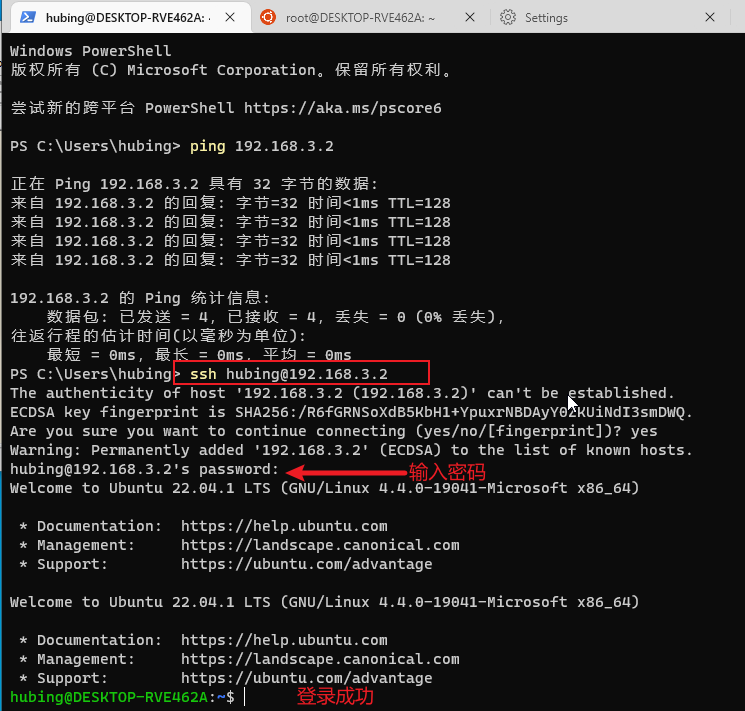 hubing@DESKTOP-RVE462A: ~ root@DESKTOP-RVE462A: ~ Settings
Windows PowerShell
版权所有 (C) Microsoft Corporation。保留所有权利。
尝试新的跨平台 PowerShell https://aka.ms/pscore6
PS C:\Users\hubing> ping 192.168.3.2
正在 Ping 192.168.3.2 具有 32 字节的数据:
来自 192.168.3.2 的回复: 字节=32 时间<1ms TTL=128
来自 192.168.3.2 的回复: 字节=32 时间<1ms TTL=128
来自 192.168.3.2 的回复: 字节=32 时间<1ms TTL=128
来自 192.168.3.2 的回复: 字节=32 时间<1ms TTL=128
192.168.3.2 的 Ping 统计信息:
数据包: 已发送 = 4，已接收 = 4，丢失 = 0 (0% 丢失)，
往返行程的估计时间(以毫秒为单位):
最短 = 0ms，最长 = 0ms，平均 = 0ms
PS C:\Users\hubing> ssh hubing@192.168.3.2
The authenticity of host '192.168.3.2 (192.168.3.2)' can't be established.
ECDSA key fingerprint is
Are you sure you want to continue connecting (yes/no/[fingerprint])? yes
Warning: Permanently added '192.168.3.2' (ECDSA) to the list of known hosts.
hubing@192.168.3.2's password: 输入密码
Welcome to Ubuntu 22.04.1 LTS (GNU/Linux 4.4.0-19041-Microsoft x86_64)
* Documentation: https://help.ubuntu.com
* Management: https://landscape.canonical.com
* Support: https://ubuntu.com/advantage
Welcome to Ubuntu 22.04.1 LTS (GNU/Linux 4.4.0-19041-Microsoft x86_64)
* Documentation: https://help.ubuntu.com
* Management: https://landscape.canonical.com
* Support: https://ubuntu.com/advantage
hubing@DESKTOP-RVE462A:~$ 登录成功